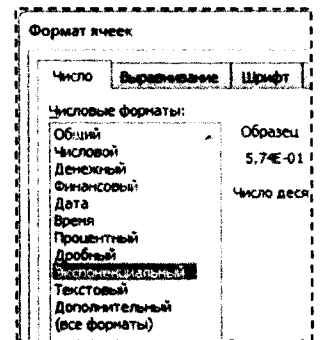 Формат ячеек
Число Выравнивание Шрифт
Числовые форматы:
Общий
Числовой
Денежный
Финансовый
Дата
Время
Процентный
Дробный
Экспоненциальный
Текстовый
Дополнительный
(все форматы)
Образец
5,74E-01
Число деся